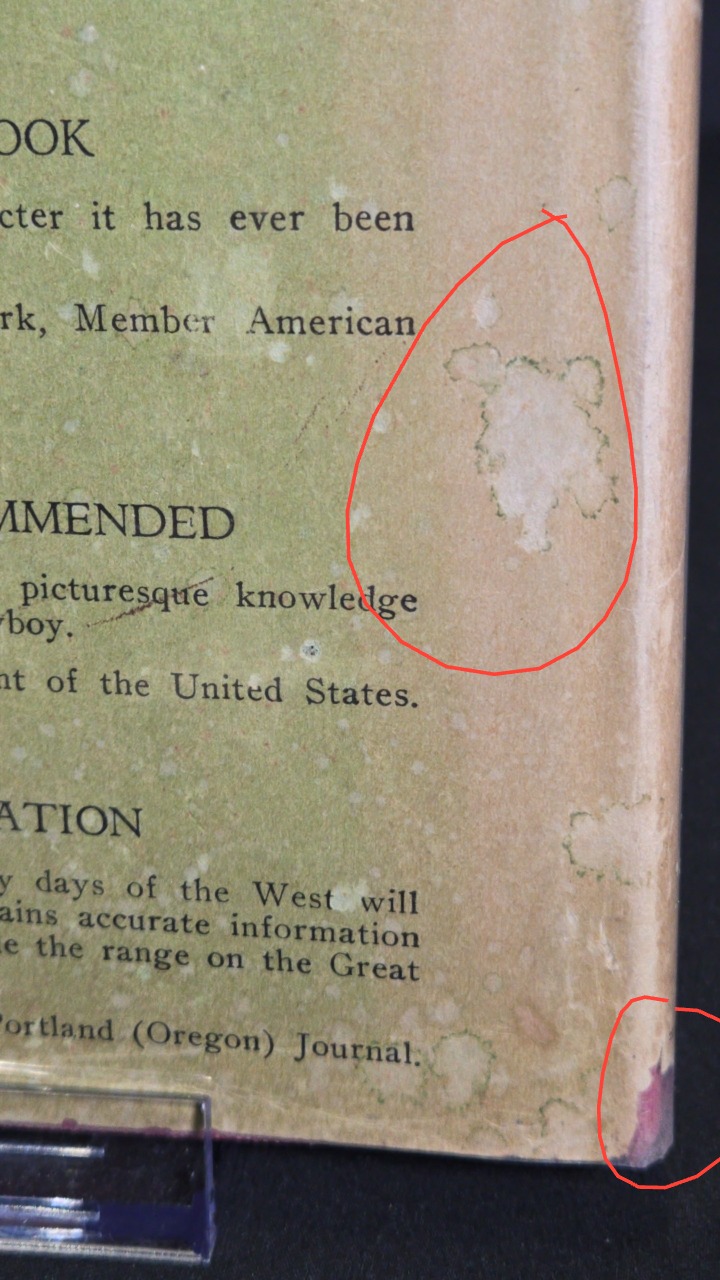 OOK
cter it has ever been
rk, Member American
MMENDED
picturesque knowledge
boy.
nt of the United States.
ATION
y days of the West will
ains accurate information
e the range on the Great
Portland (Oregon) Journal.